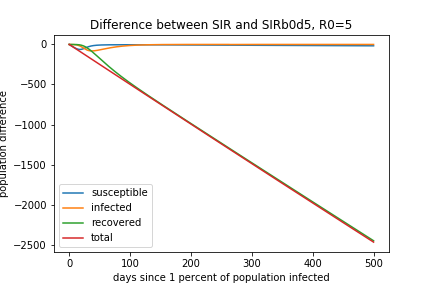 Difference between SIR and SIRb0d5, R0=5
0
−500
−1000
−1500
−2000
−2500
population difference
susceptible
infected
recovered
total
0
100
200
300
400
500
days since 1 percent of population infected